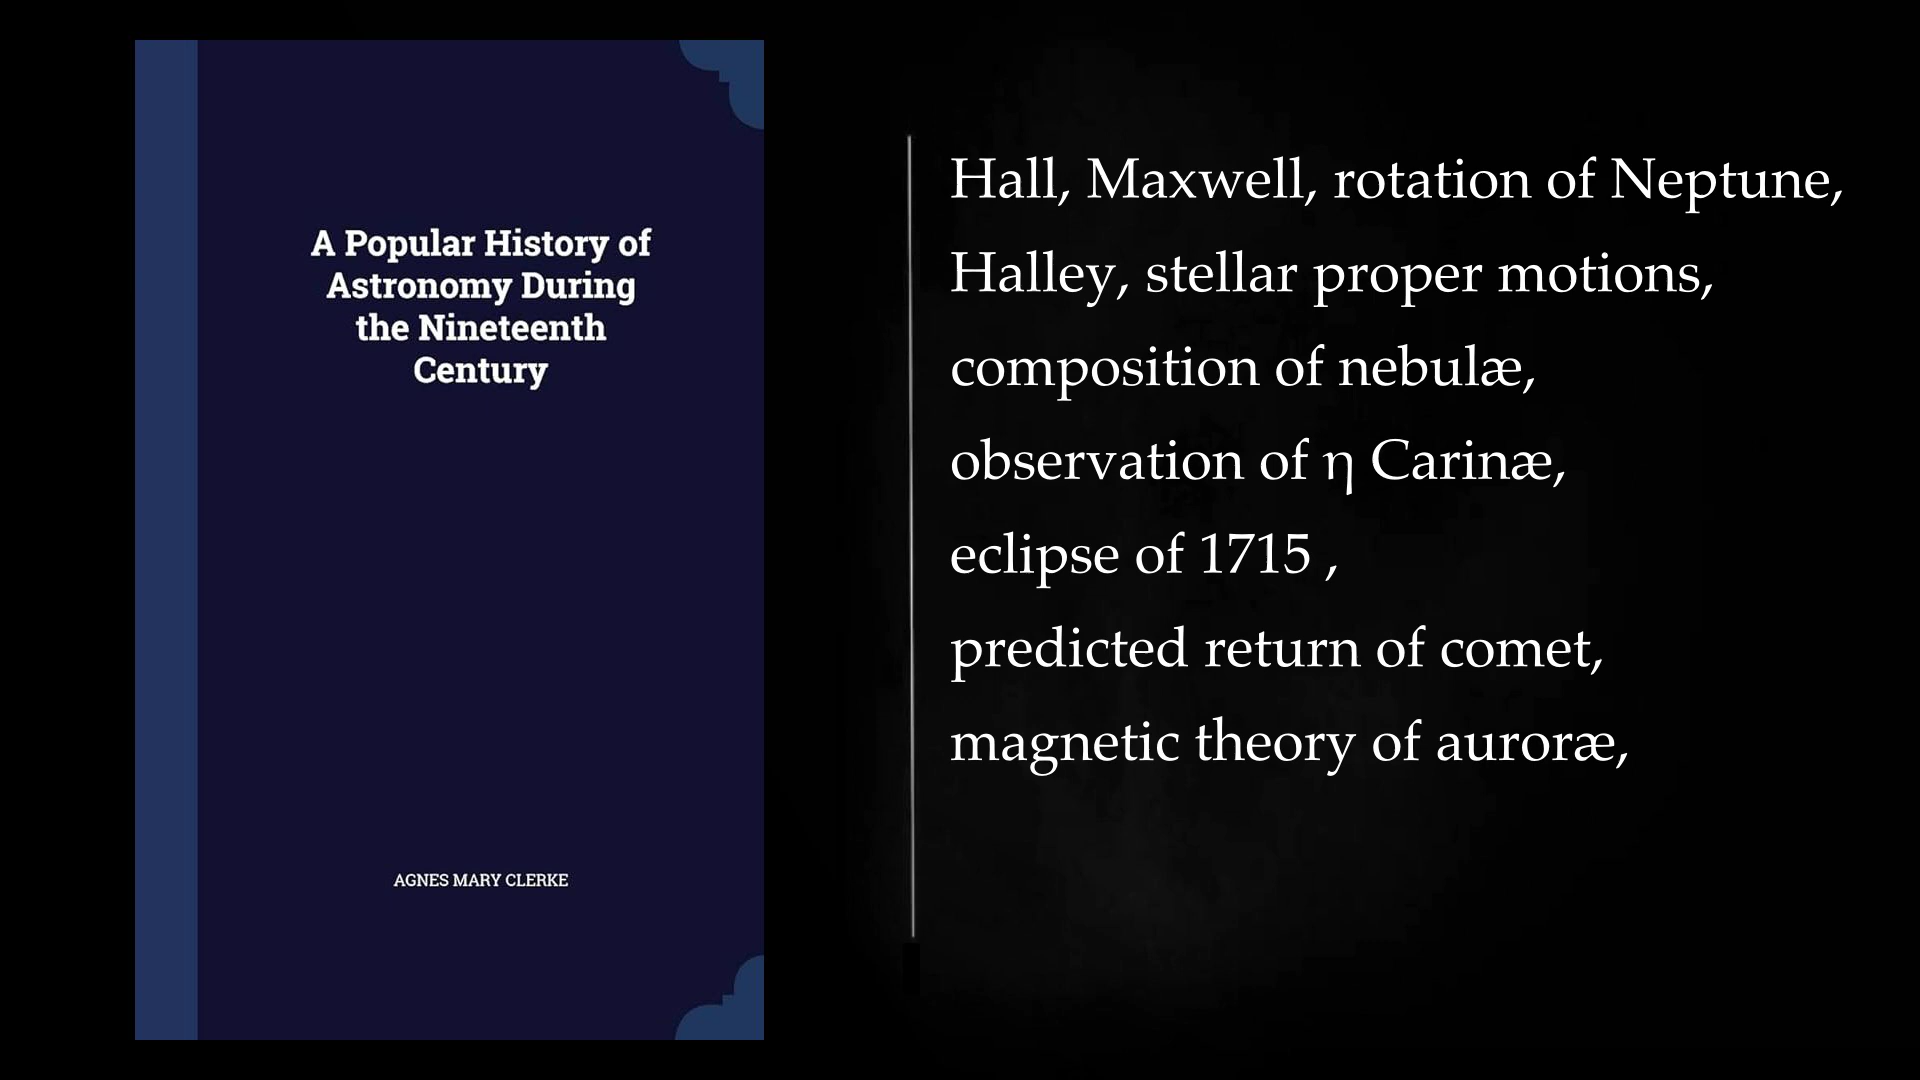 A Popular History of
Astronomy During
the Nineteenth
Century
AGNES MARY CLERKE
Hall, Maxwell, rotation of Neptune,
Halley, stellar proper motions,
composition of nebulæ,
observation of η Carinæ,
eclipse of 1715 ,
predicted return of comet,
magnetic theory of auroræ,